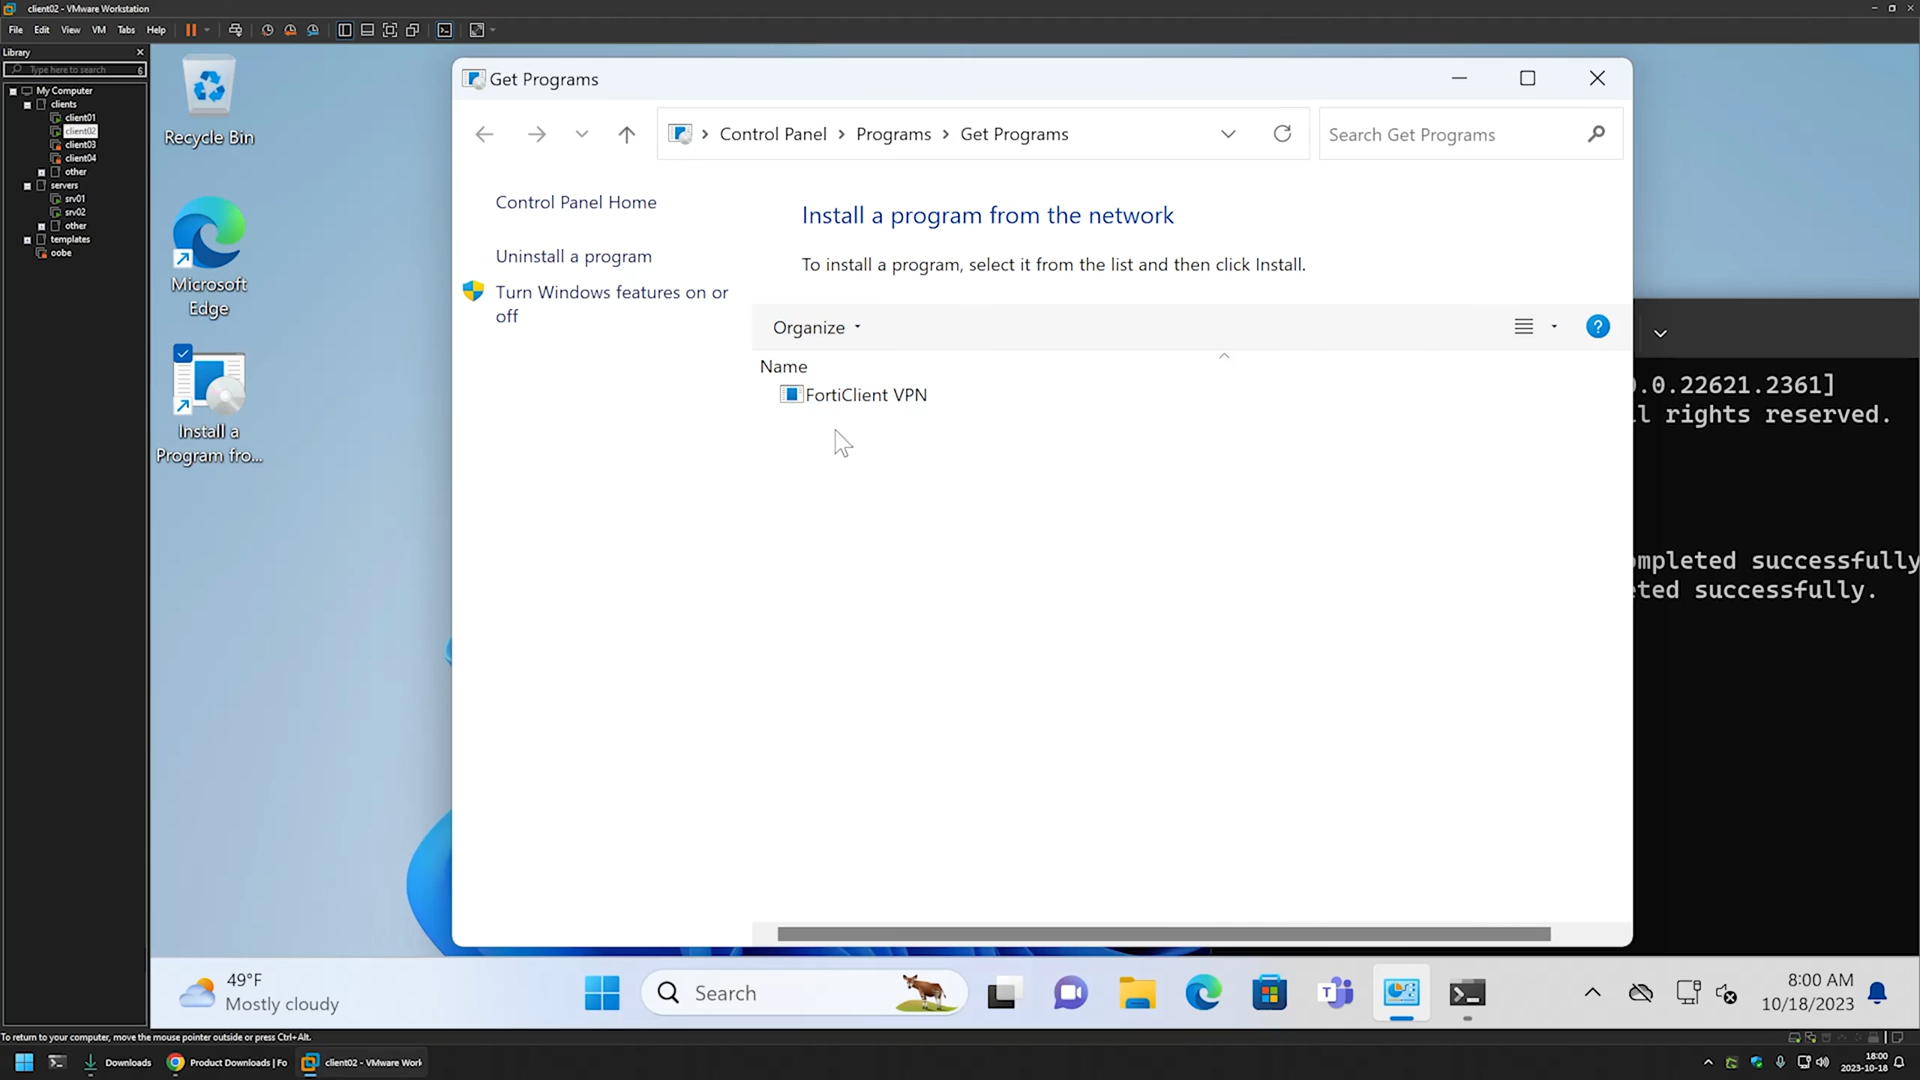 client02 - VMware Workstation
File Edit View VM Tabs Help
Library
Type here to search
My Computer
clients
client01
client02
client03
client04
other
servers
srv01
srv02
other
templates
oobe
Recycle Bin
Microsoft
Edge
Install a
Program fro...
Get Programs
Control Panel > Programs > Get Programs
Search Get Programs
Control Panel Home
Uninstall a program
Turn Windows features on or
off
Install a program from the network
To install a program, select it from the list and then click Install.
Organize
Name
FortiClient VPN
.0.22621.2361]
l rights reserved.
ompleted successfully
eted successfully.
49°F
Mostly cloudy
Search
8:00 AM
10/18/2023
To return to your computer, move the mouse pointer outside or press Ctrl+Alt.
Downloads
Product Downloads | Fo
client02 - VMware Work
18:00
2023-10-18